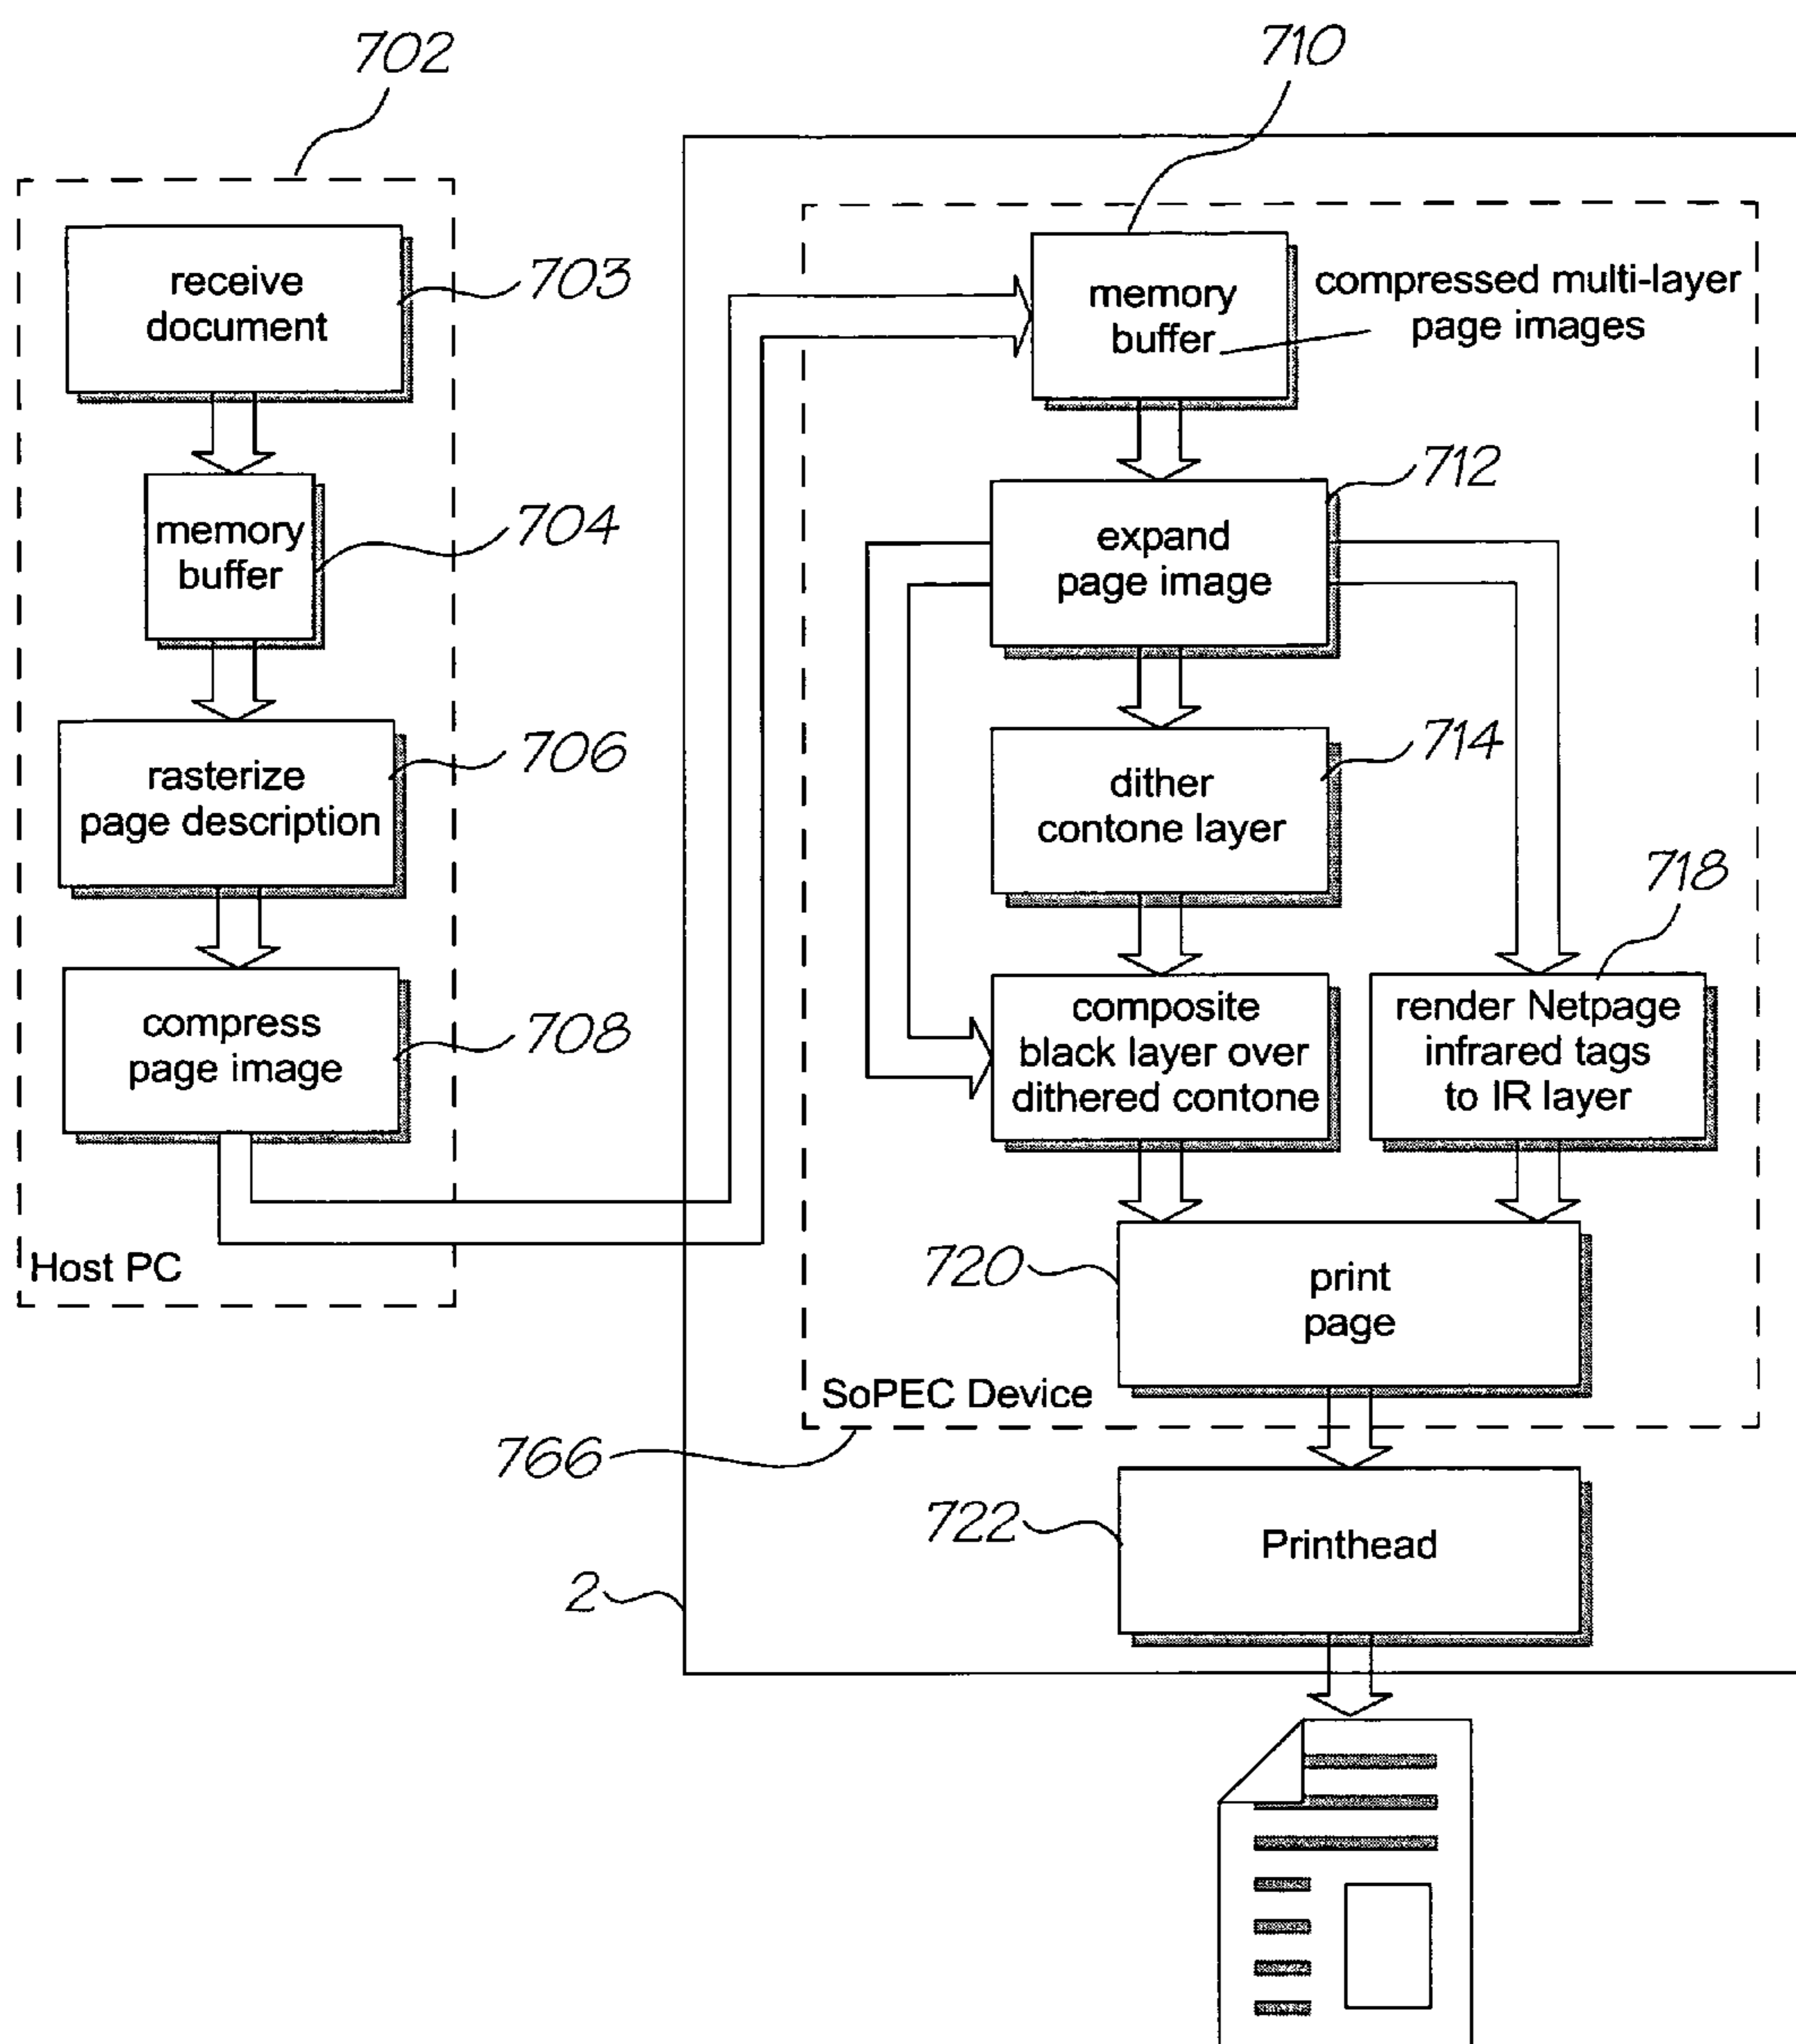 702
710
receive
document
703
memory
buffer
compressed multi-layer
page images
memory
buffer
704
expand
page image
712
rasterize
page description
706
dither
contone layer
714
718
compress
page image
708
composite
black layer over
dithered contone
render Netpage
infrared tags
to IR layer
Host PC
720
print
page
SoPEC Device
766
722
Printhead
2